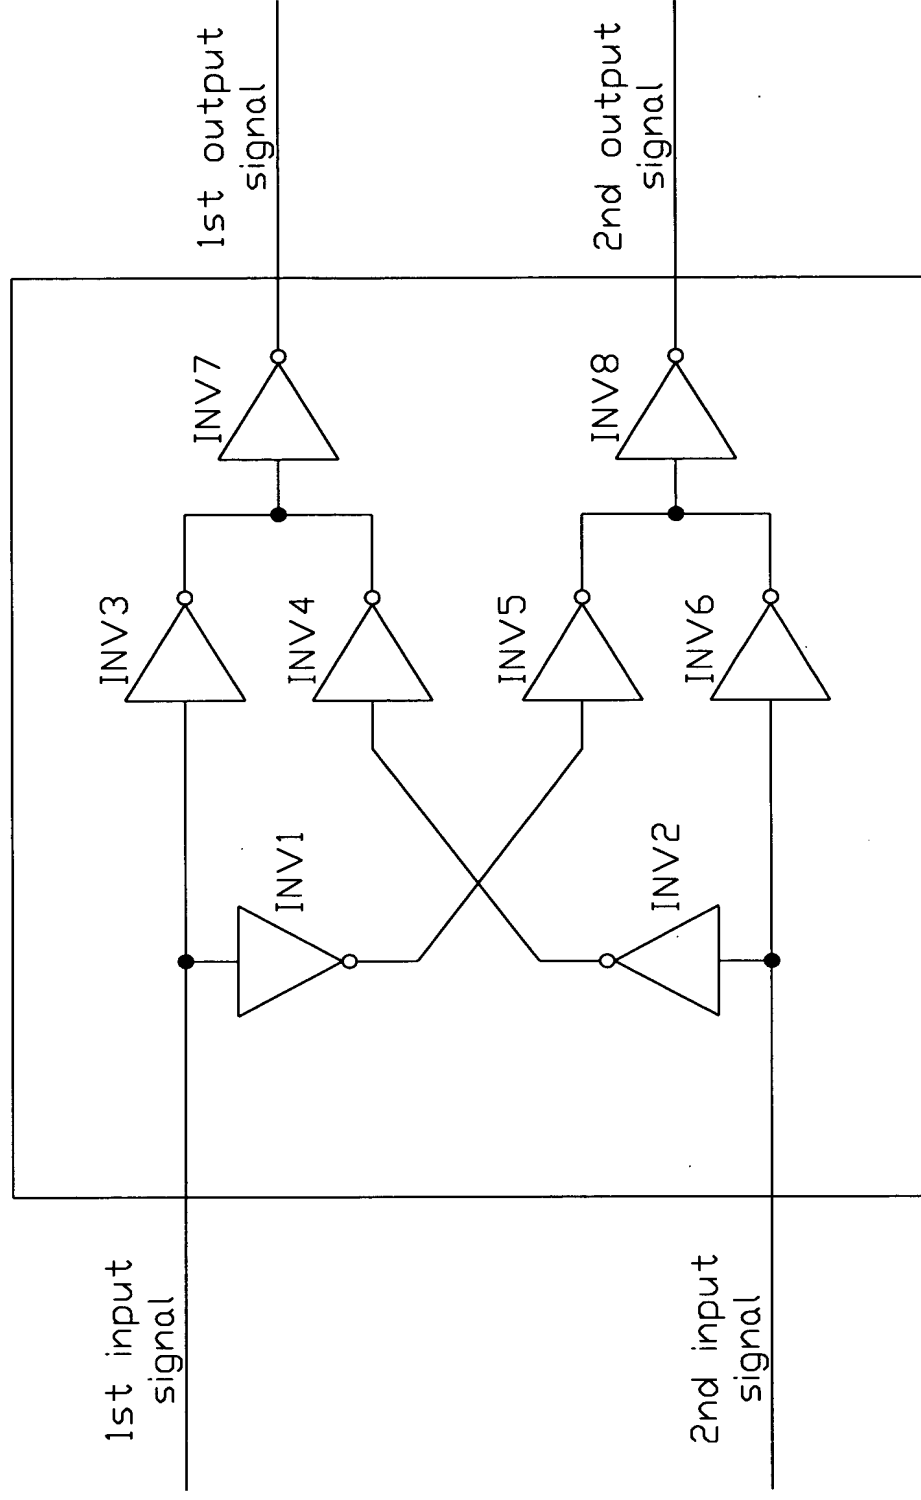 1st input
signal
2nd input
signal
INV1
INV2
INV3
INV4
INV5
INV6
INV7
INV8
1st output
signal
2nd output
signal